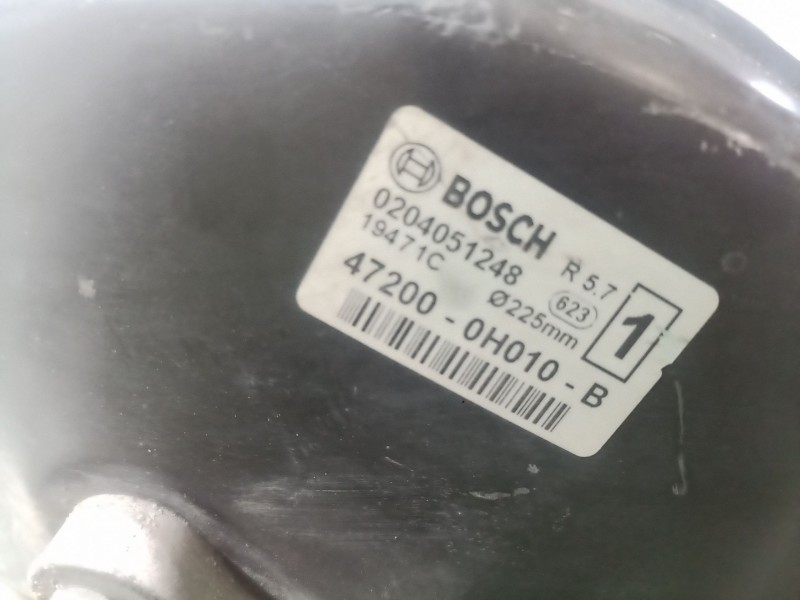 BOSCH R 5.7
0204051248 623
19471C Ø225mm 1
47200 - 0H010 - B